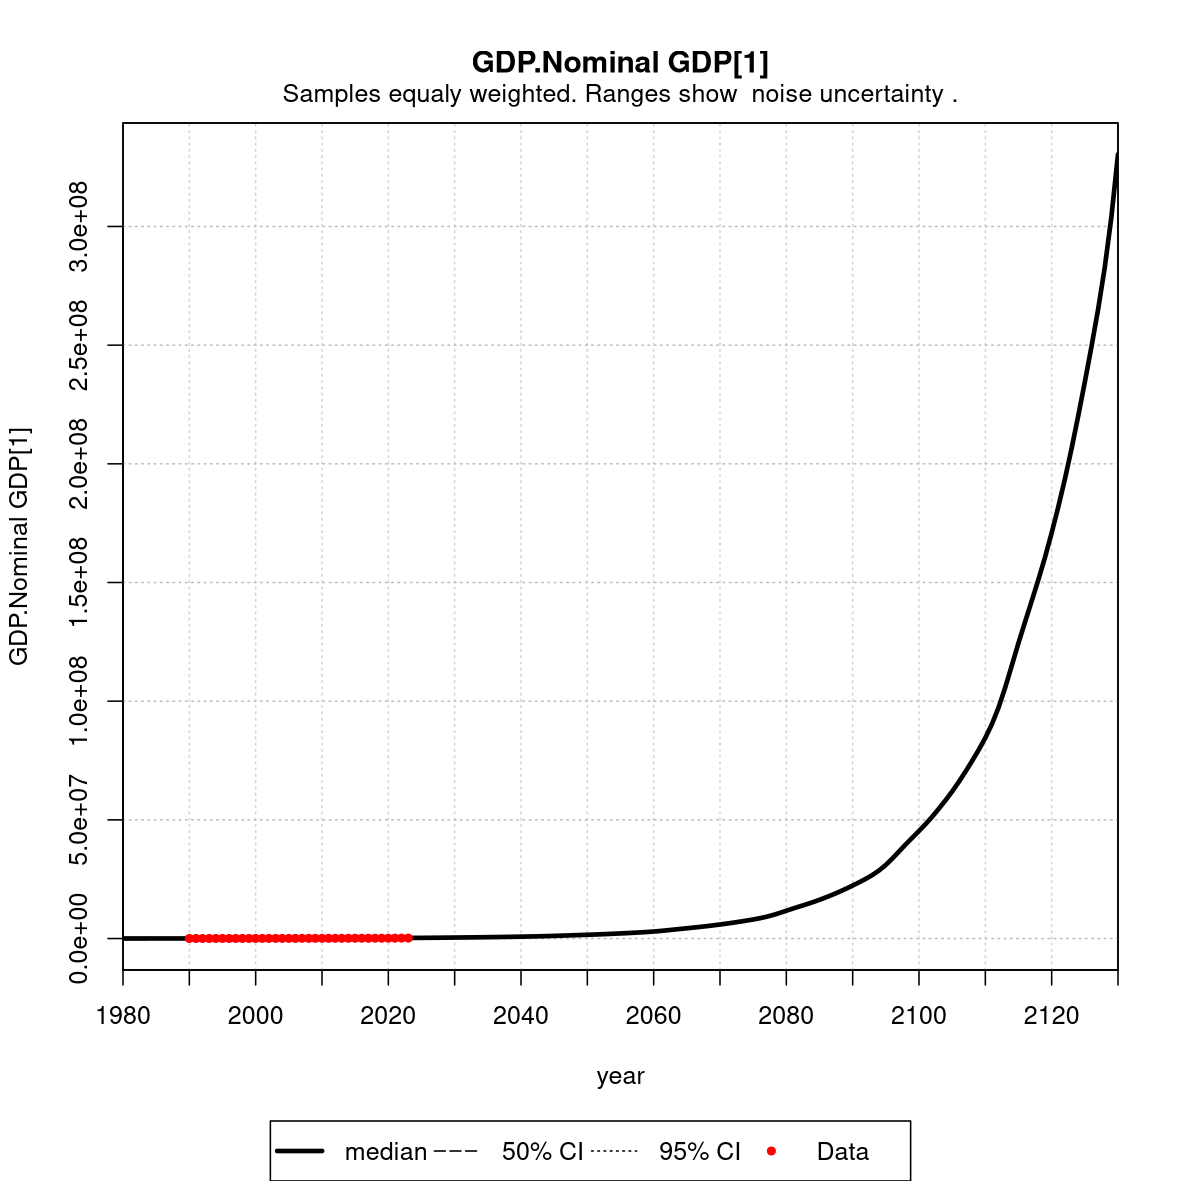 GDP.Nominal GDP[1]
Samples equaly weighted. Ranges show  noise uncertainty .
GDP.Nominal GDP[1]
3.0e+08
2.5e+08
2.0e+08
1.5e+08
1.0e+08
5.0e+07
0.0e+00
1980 2000 2020 2040 2060 2080 2100 2120
year
median 50% CI 95% CI Data